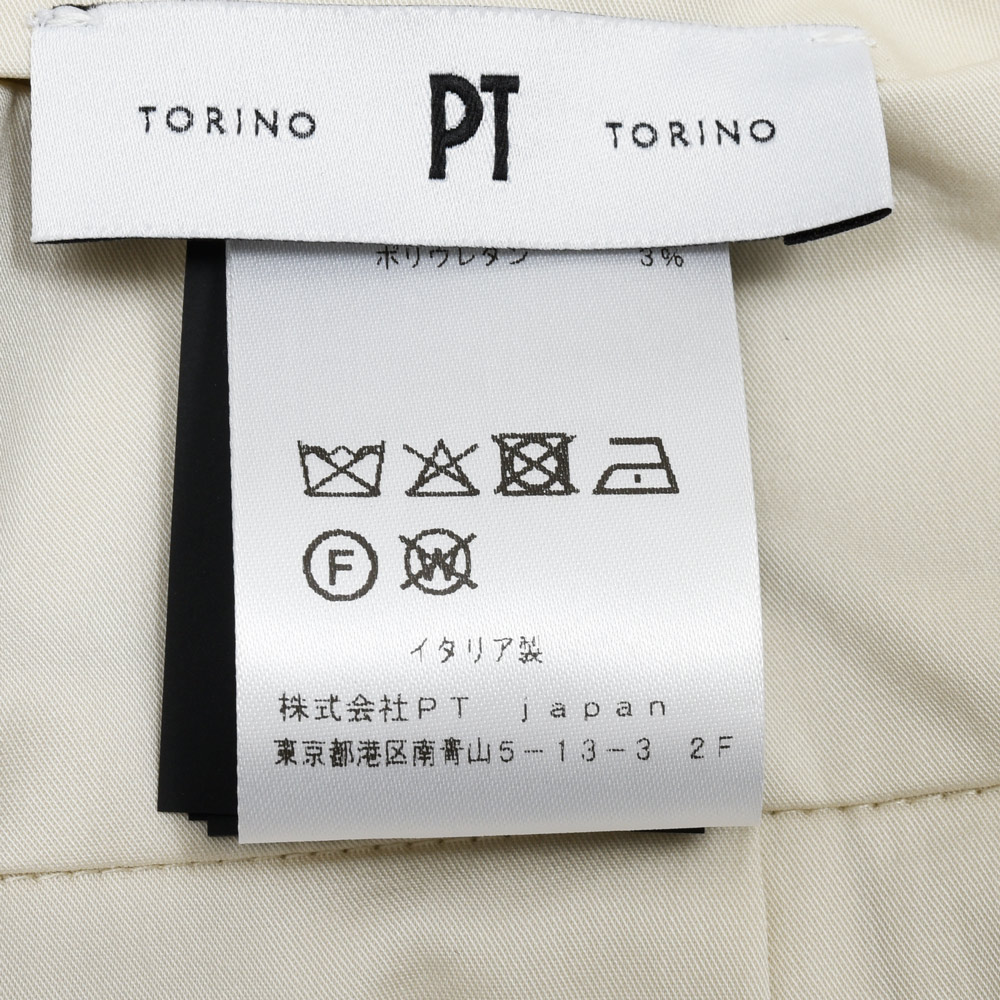 TORINO PT TORINO
ポリウレタン 3%
F W
イタリア製
株式会社PT japan
東京都港区南青山5-13-3 2F